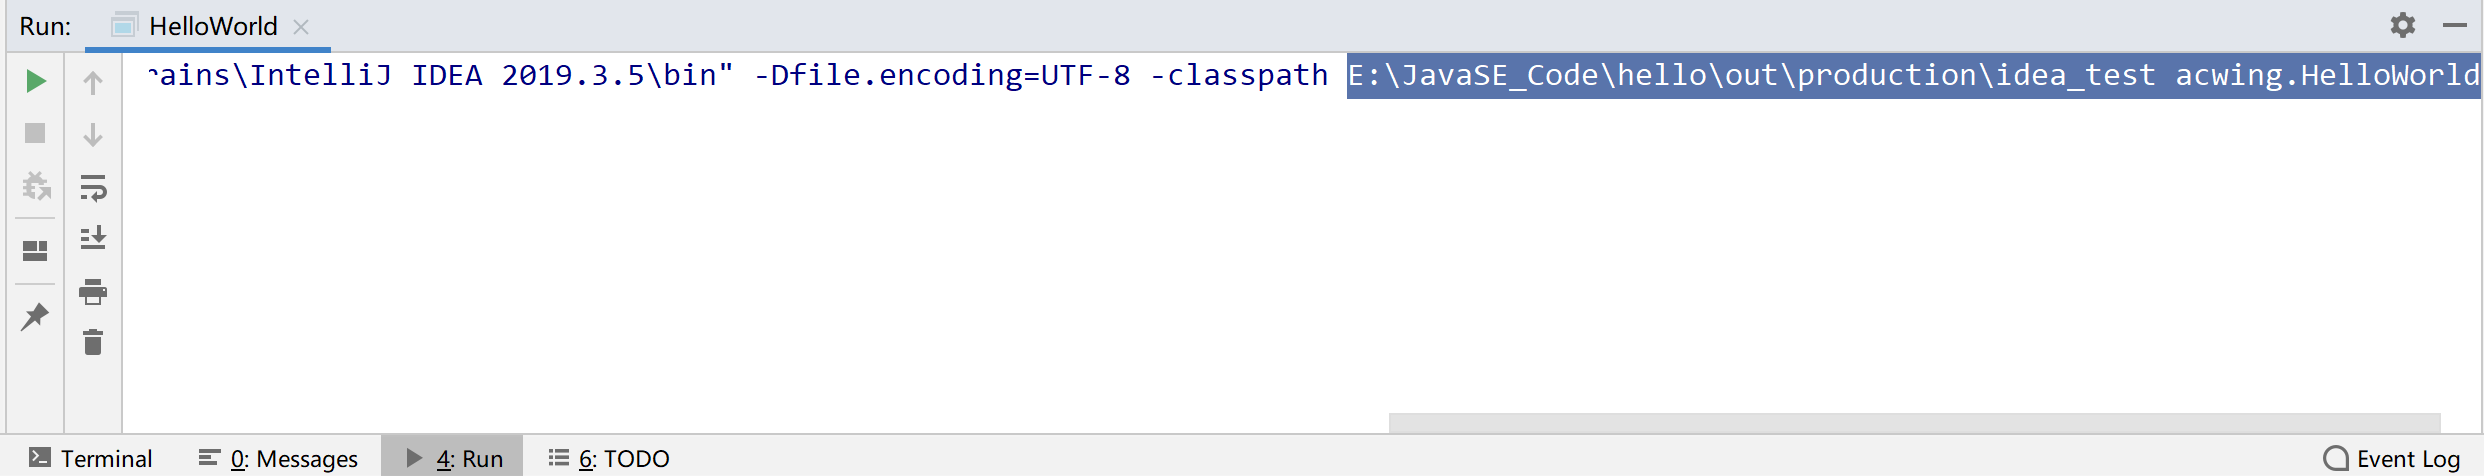 Run: HelloWorld
rains\IntelliJ IDEA 2019.3.5\bin" -Dfile.encoding=UTF-8 -classpath E:\JavaSE_Code\hello\out\production\idea_test acwing.HelloWorld
Terminal 0: Messages 4: Run 6: TODO Event Log